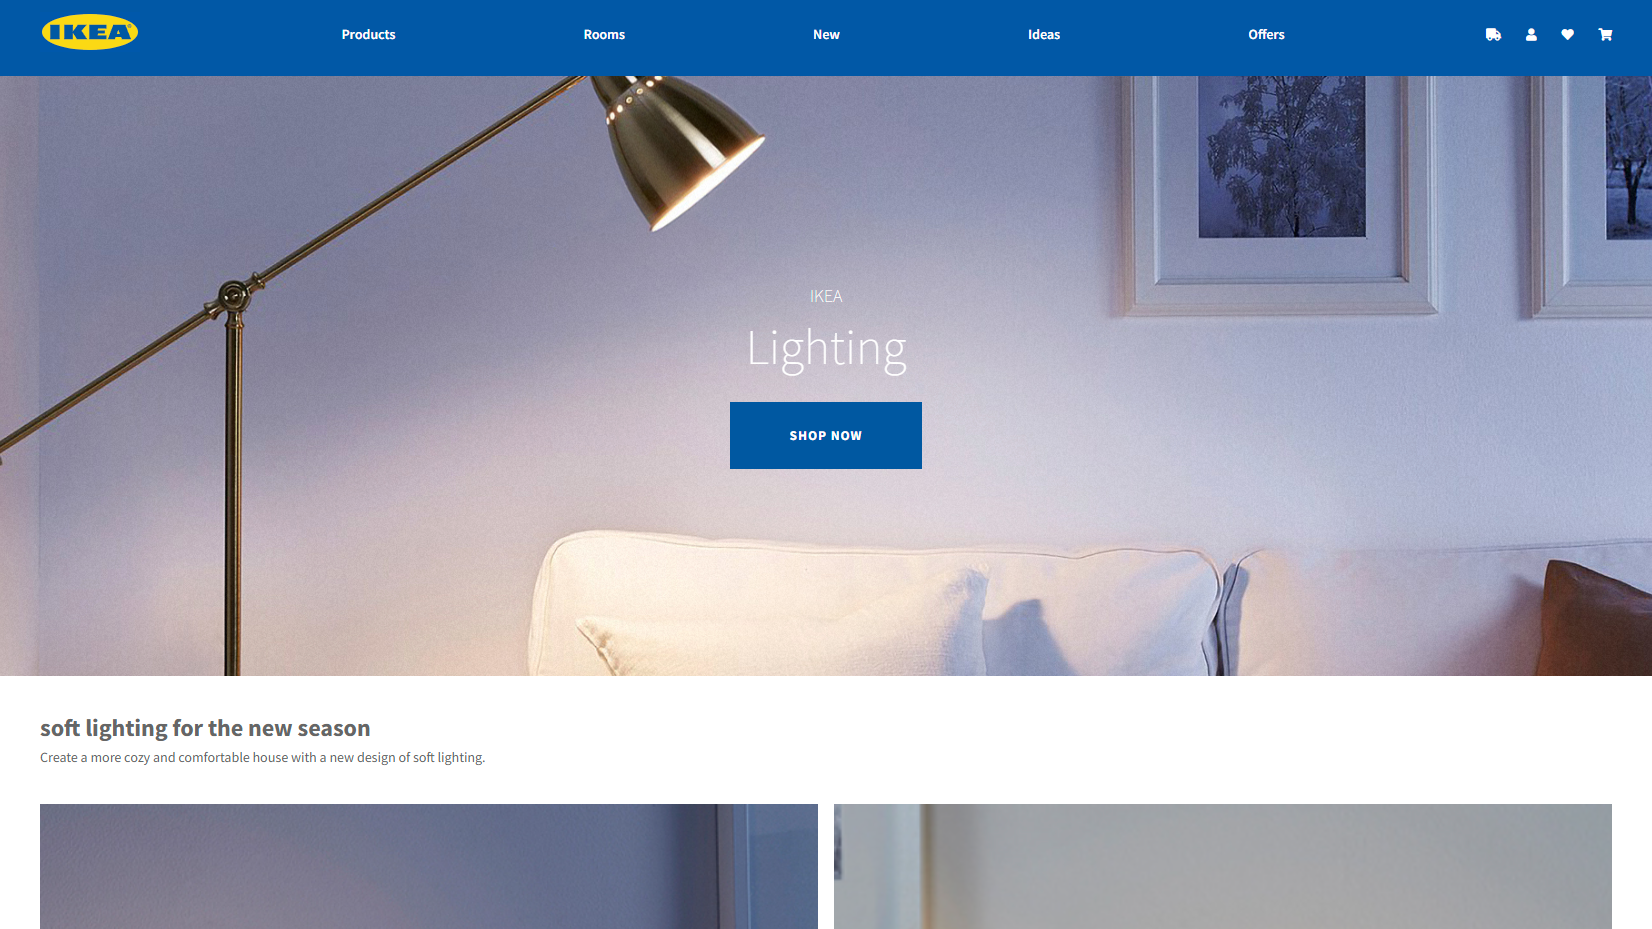 IKEA
Products
Rooms
New
Ideas
Offers
IKEA
Lighting
SHOP NOW
soft lighting for the new season
Create a more cozy and comfortable house with a new design of soft lighting.